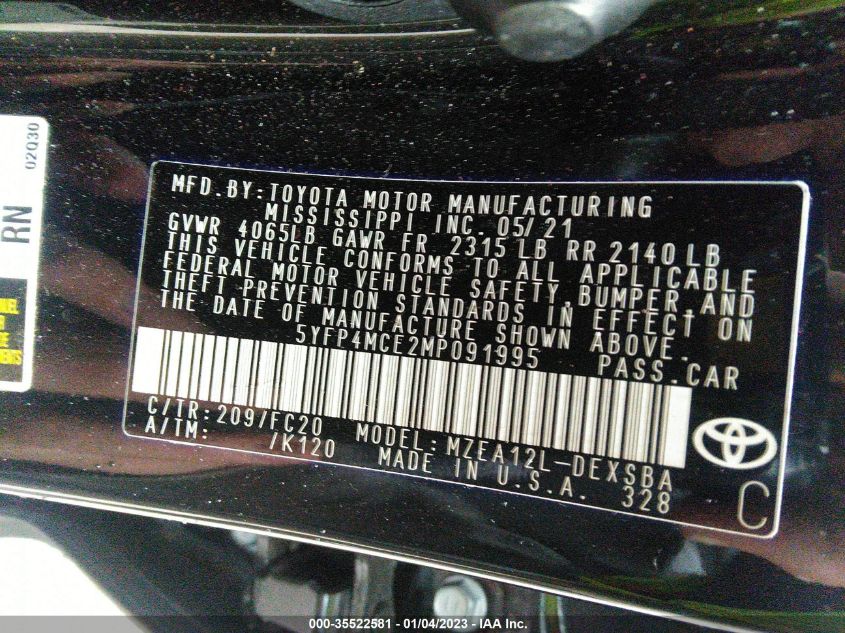 02Q30
RN
MFD.BY:TOYOTA MOTOR MANUFACTURING
MISSISSIPPI INC. 05/21
GVWR 4065LB GAWR FR 2315 LB RR 2140 LB
THIS VEHICLE CONFORMS TO ALL APPLICABLE
FEDERAL MOTOR VEHICLE SAFETY,BUMPER,AND
THEFT PREVENTION STANDARDS IN EFFECT ON
THE DATE OF MANUFACTURE SHOWN ABOVE.
5YFP4MCE2MP091995 PASS.CAR
C/TR:209/FC20 MODEL:MZEA12L-DEXSBA
A/TM: /K120 MADE IN U.S.A. 328
C
000-35522581 - 01/04/2023 - IAA Inc.